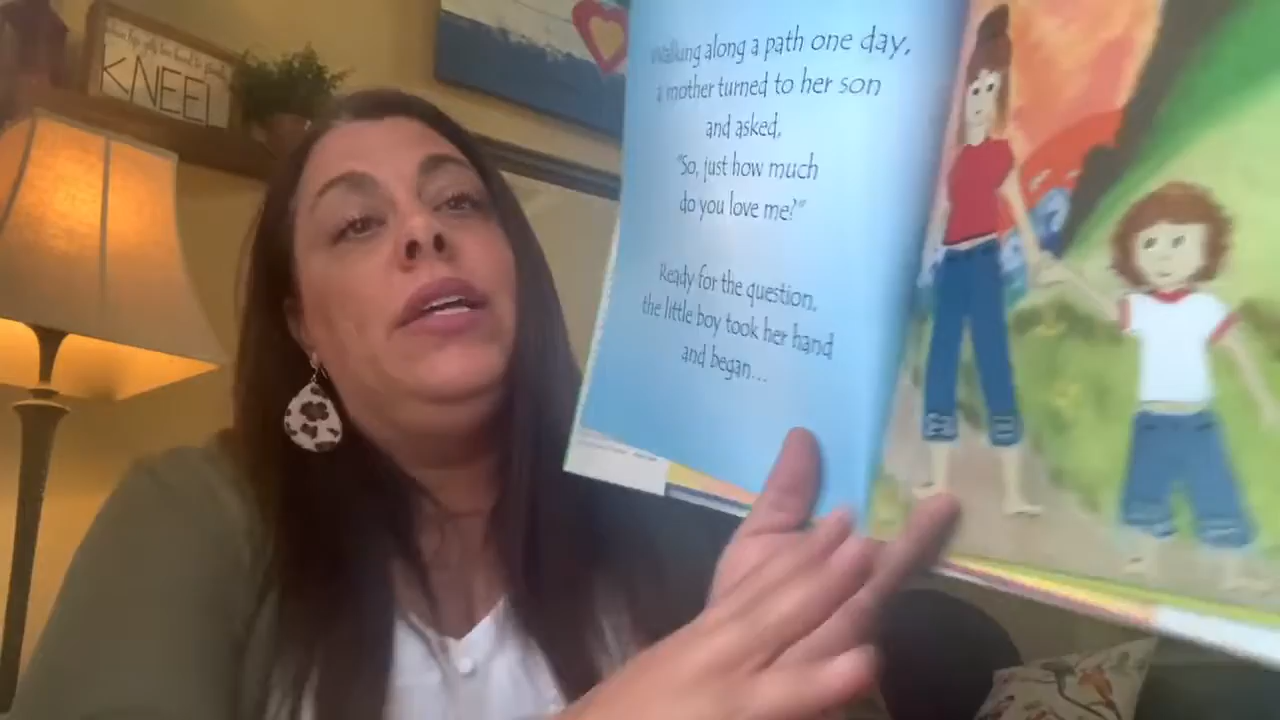 KNEEL
Walking along a path one day,
a mother turned to her son
and asked,
"So, just how much
do you love me?"
Ready for the question,
the little boy took her hand
and began...